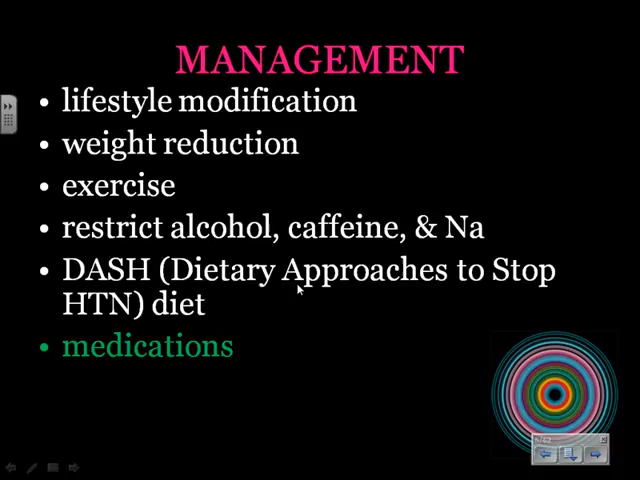 MANAGEMENT
• lifestyle modification
• weight reduction
• exercise
• restrict alcohol, caffeine, & Na
• DASH (Dietary Approaches to Stop
HTN) diet
• medications